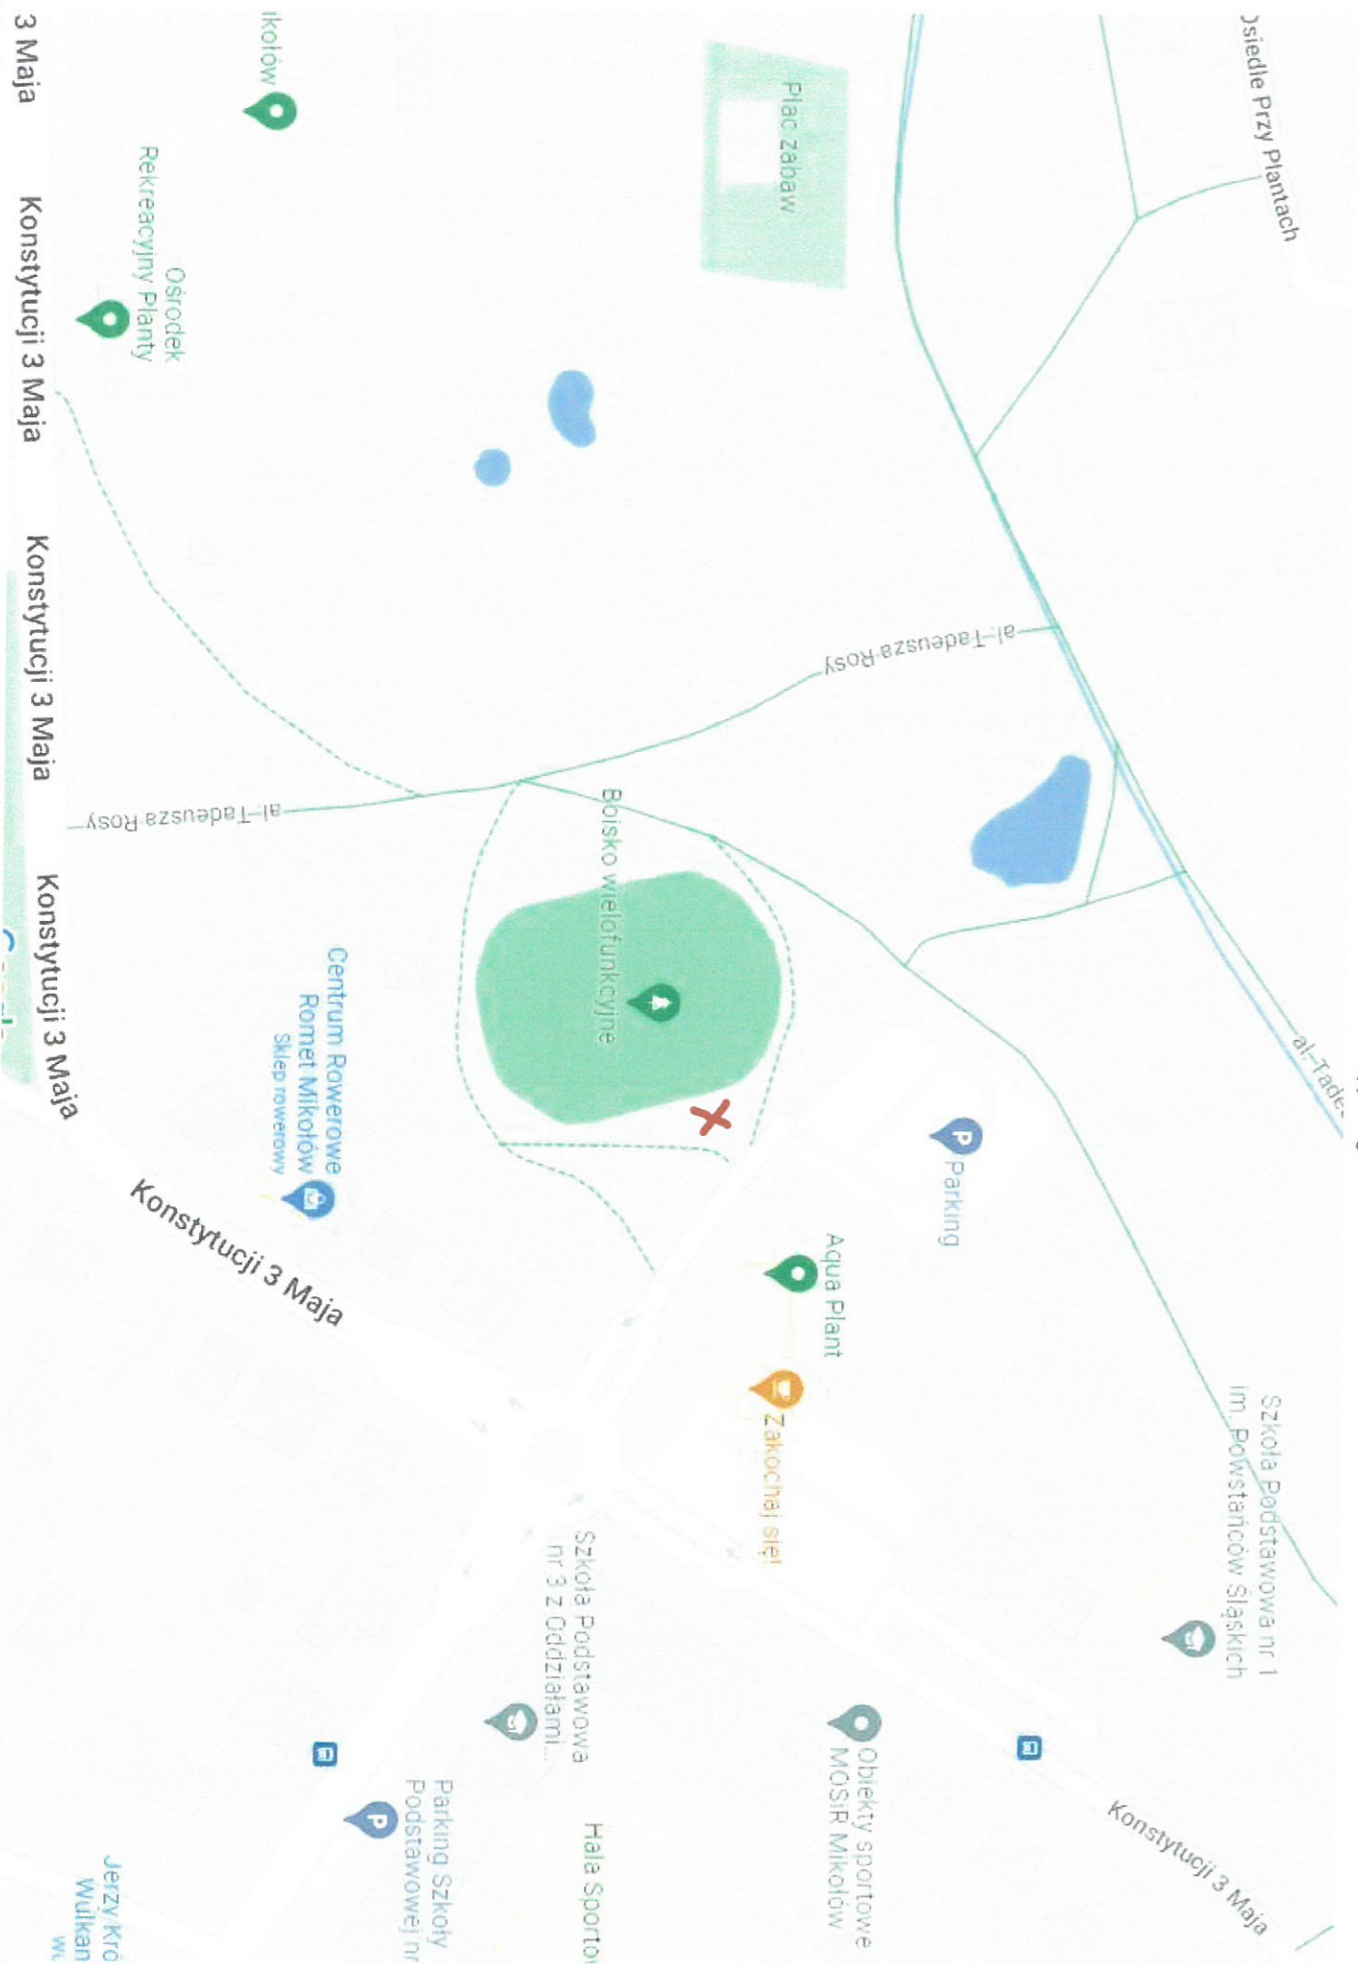 Osiedle Przy Plantach
al. Tade
Szkoła Podstawowa nr 1
im. Powstańców Śląskich
Konstytucji 3 Maja
al. Tadeusza Rosy
Parking
Plac zabaw
Aqua Plant
Zakochaj się!
Obiekty sportowe
MOSiR Mikołów
Boisko wielofunkcyjne
Szkoła Podstawowa
nr 3 z Oddziałami...
Hala Sporto
Parking Szkoły
Podstawowej nr
Centrum Rowerowe
Romet Mikołów
Sklep rowerowy
ikołów
Ośrodek
Rekreacyjny Planty
al. Tadeusza Rosy
Konstytucji 3 Maja
Jerzy Kró
Wulkan
wu
3 Maja
Konstytucji 3 Maja
Konstytucji 3 Maja
Konstytucji 3 Maja